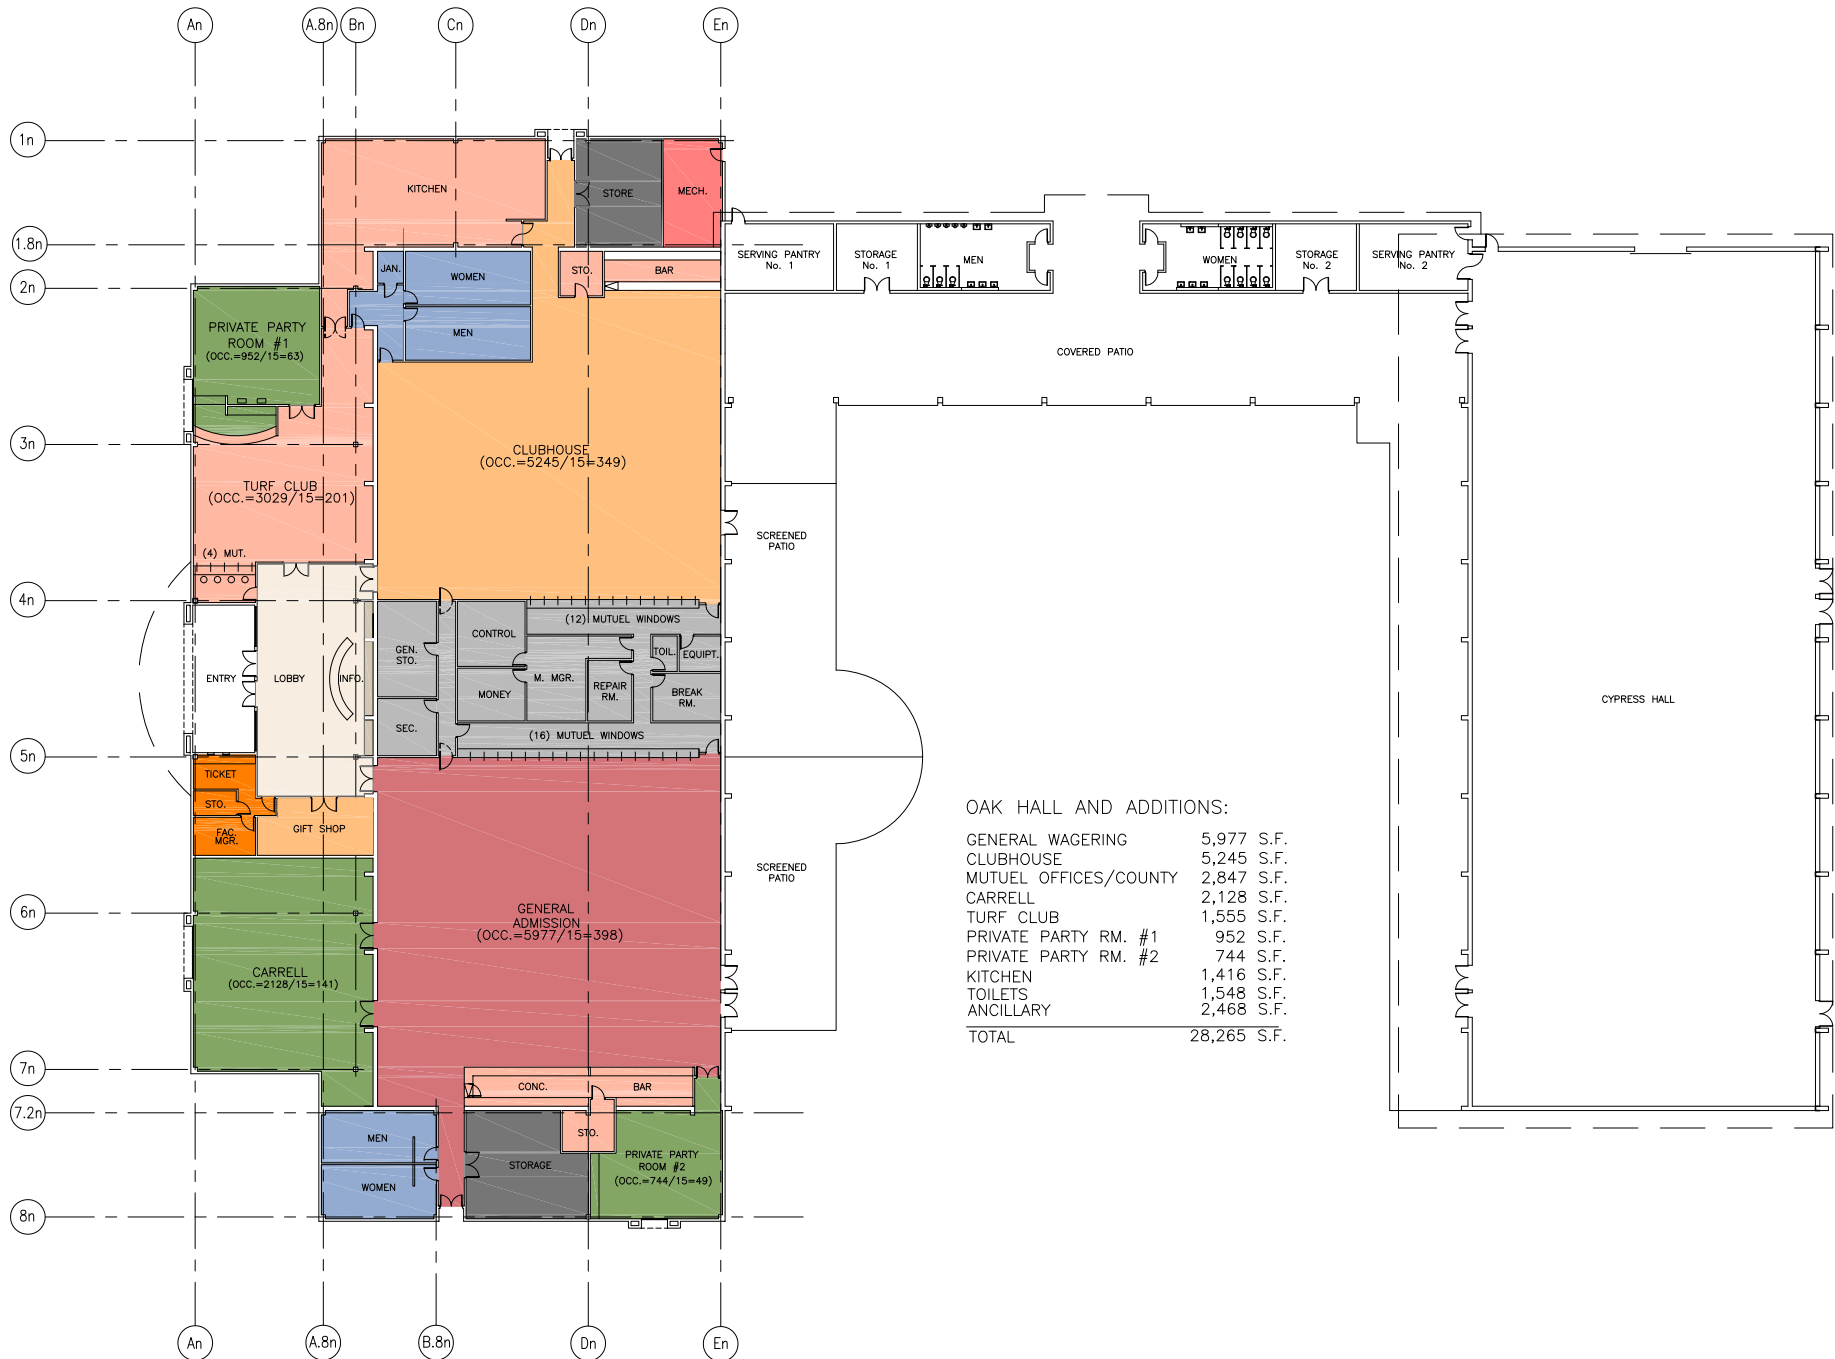 An
A.8n
Bn
Cn
Dn
En
1n
KITCHEN
STORE
MECH.
1.8n
JAN.
WOMEN
STO.
BAR
SERVING PANTRY
No. 1
STORAGE
No. 1
MEN
WOMEN
STORAGE
No. 2
SERVING PANTRY
No. 2
2n
PRIVATE PARTY
ROOM #1
(OCC.=952/15=63)
MEN
COVERED PATIO
3n
CLUBHOUSE
(OCC.=5245/15=349)
TURF CLUB
(OCC.=3029/15=201)
SCREENED
PATIO
(4) MUT.
4n
(12) MUTUEL WINDOWS
CONTROL
GEN.
STO.
TOIL.
EQUIPT.
ENTRY
LOBBY
INFO.
M. MGR.
MONEY
REPAIR
RM.
BREAK
RM.
CYPRESS HALL
SEC.
(16) MUTUEL WINDOWS
5n
TICKET
STO.
FAC.
MGR.
GIFT SHOP
OAK HALL AND ADDITIONS:
GENERAL WAGERING 5,977 S.F.
CLUBHOUSE 5,245 S.F.
MUTUEL OFFICES/COUNTY 2,847 S.F.
CARRELL 2,128 S.F.
TURF CLUB 1,555 S.F.
PRIVATE PARTY RM. #1 952 S.F.
PRIVATE PARTY RM. #2 744 S.F.
KITCHEN 1,416 S.F.
TOILETS 1,548 S.F.
ANCILLARY 2,468 S.F.
TOTAL 28,265 S.F.
SCREENED
PATIO
6n
GENERAL
ADMISSION
(OCC.=5977/15=398)
CARRELL
(OCC.=2128/15=141)
7n
CONC.
BAR
7.2n
MEN
STO.
STORAGE
PRIVATE PARTY
ROOM #2
(OCC.=744/15=49)
WOMEN
8n
An
A.8n
B.8n
Dn
En